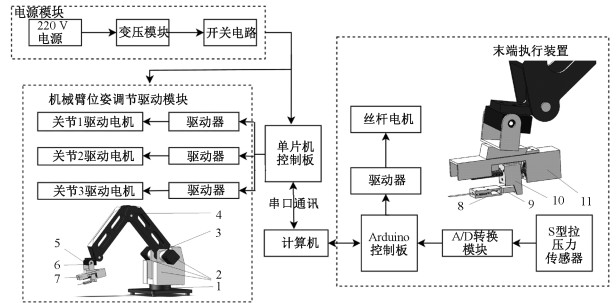 电源模块
220 V
电源
变压模块
开关电路
机械臂位姿调节驱动模块
关节1驱动电机
驱动器
关节2驱动电机
驱动器
关节3驱动电机
驱动器
单片机
控制板
串口通讯
计算机
4
3
5
6
7
2
1
末端执行装置
丝杆电机
驱动器
Arduino
控制板
A/D转换
模块
S型拉
压力
传感器
8
9
10
11